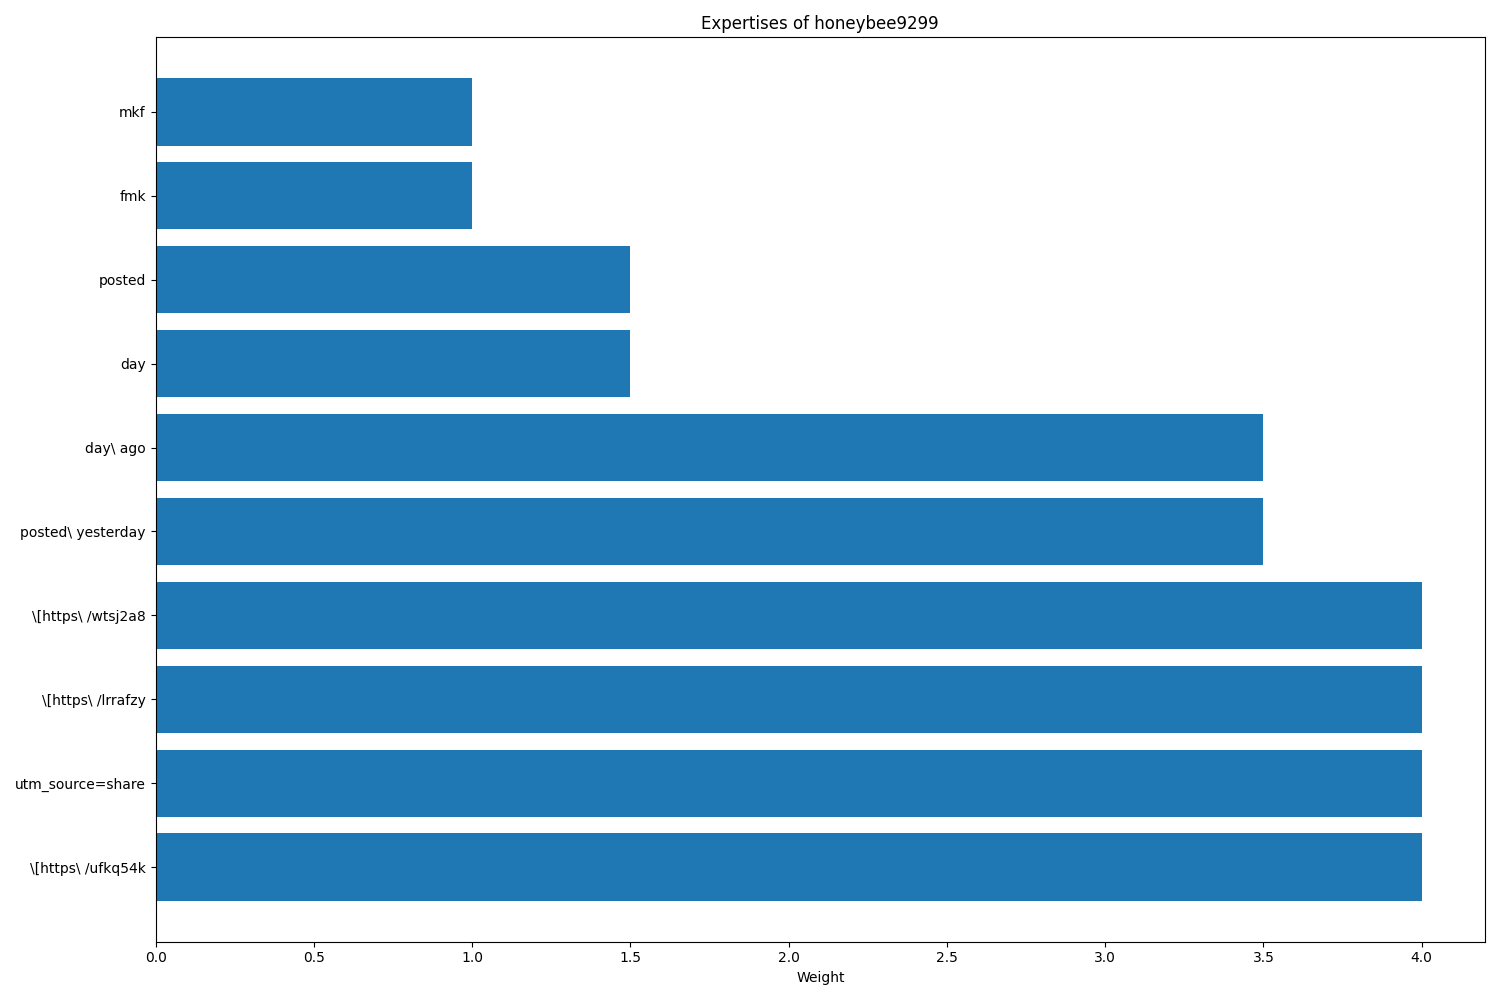 Expertises of honeybee9299
mkf
fmk
posted
day
day\ ago
posted\ yesterday
\[https\ /wtsj2a8
\[https\ /lrrafzy
utm_source=share
\[https\ /ufkq54k
0.0 0.5 1.0 1.5 2.0 2.5 3.0 3.5 4.0
Weight